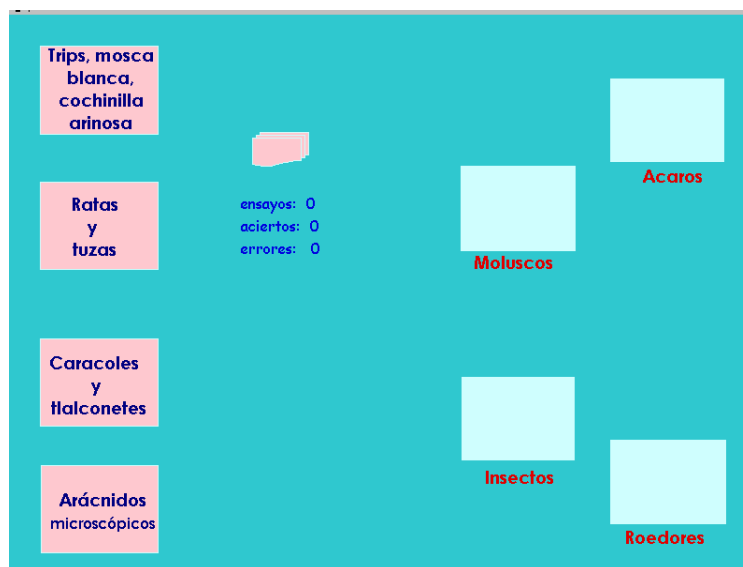 Trips, mosca
blanca,
cochinilla
arinosa
Ratas
y
tuzas
Caracoles
y
tlalconetes
Arácnidos
microscópicos
ensayos: 0
aciertos: 0
errores: 0
Acaros
Moluscos
Insectos
Roedores